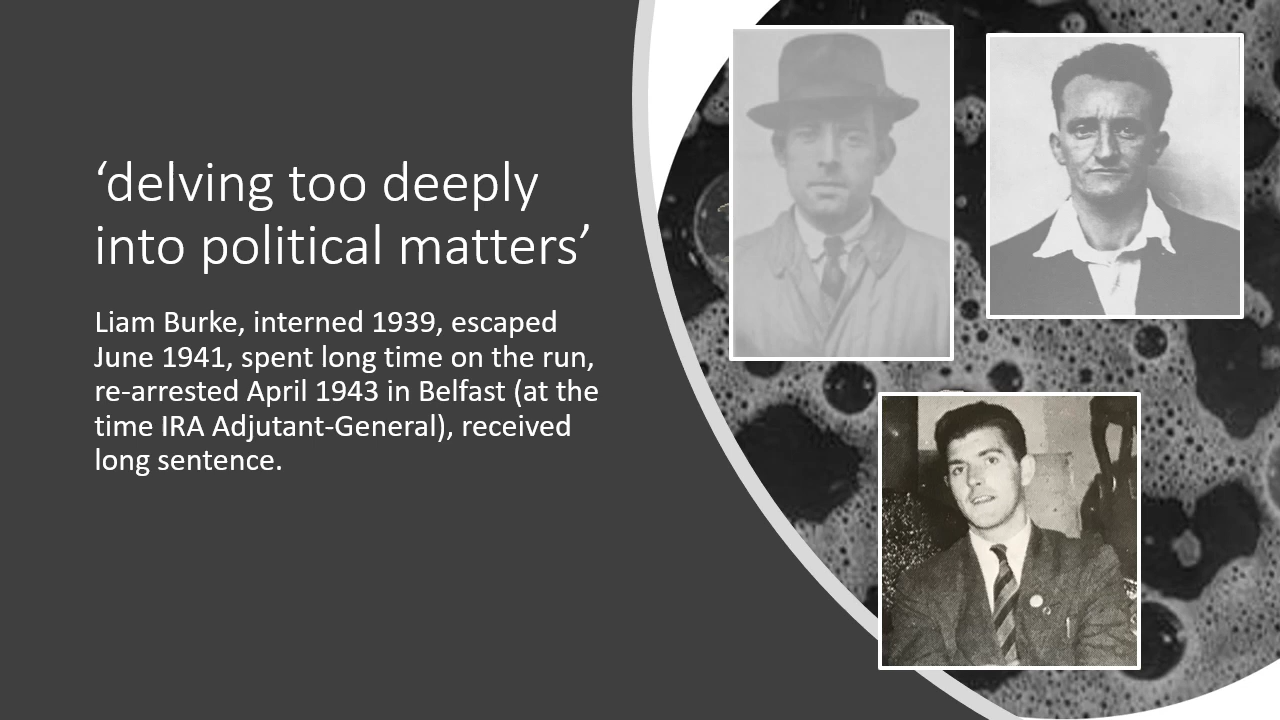 ‘delving too deeply
into political matters’
Liam Burke, interned 1939, escaped
June 1941, spent long time on the run,
re-arrested April 1943 in Belfast (at the
time IRA Adjutant-General), received
long sentence.